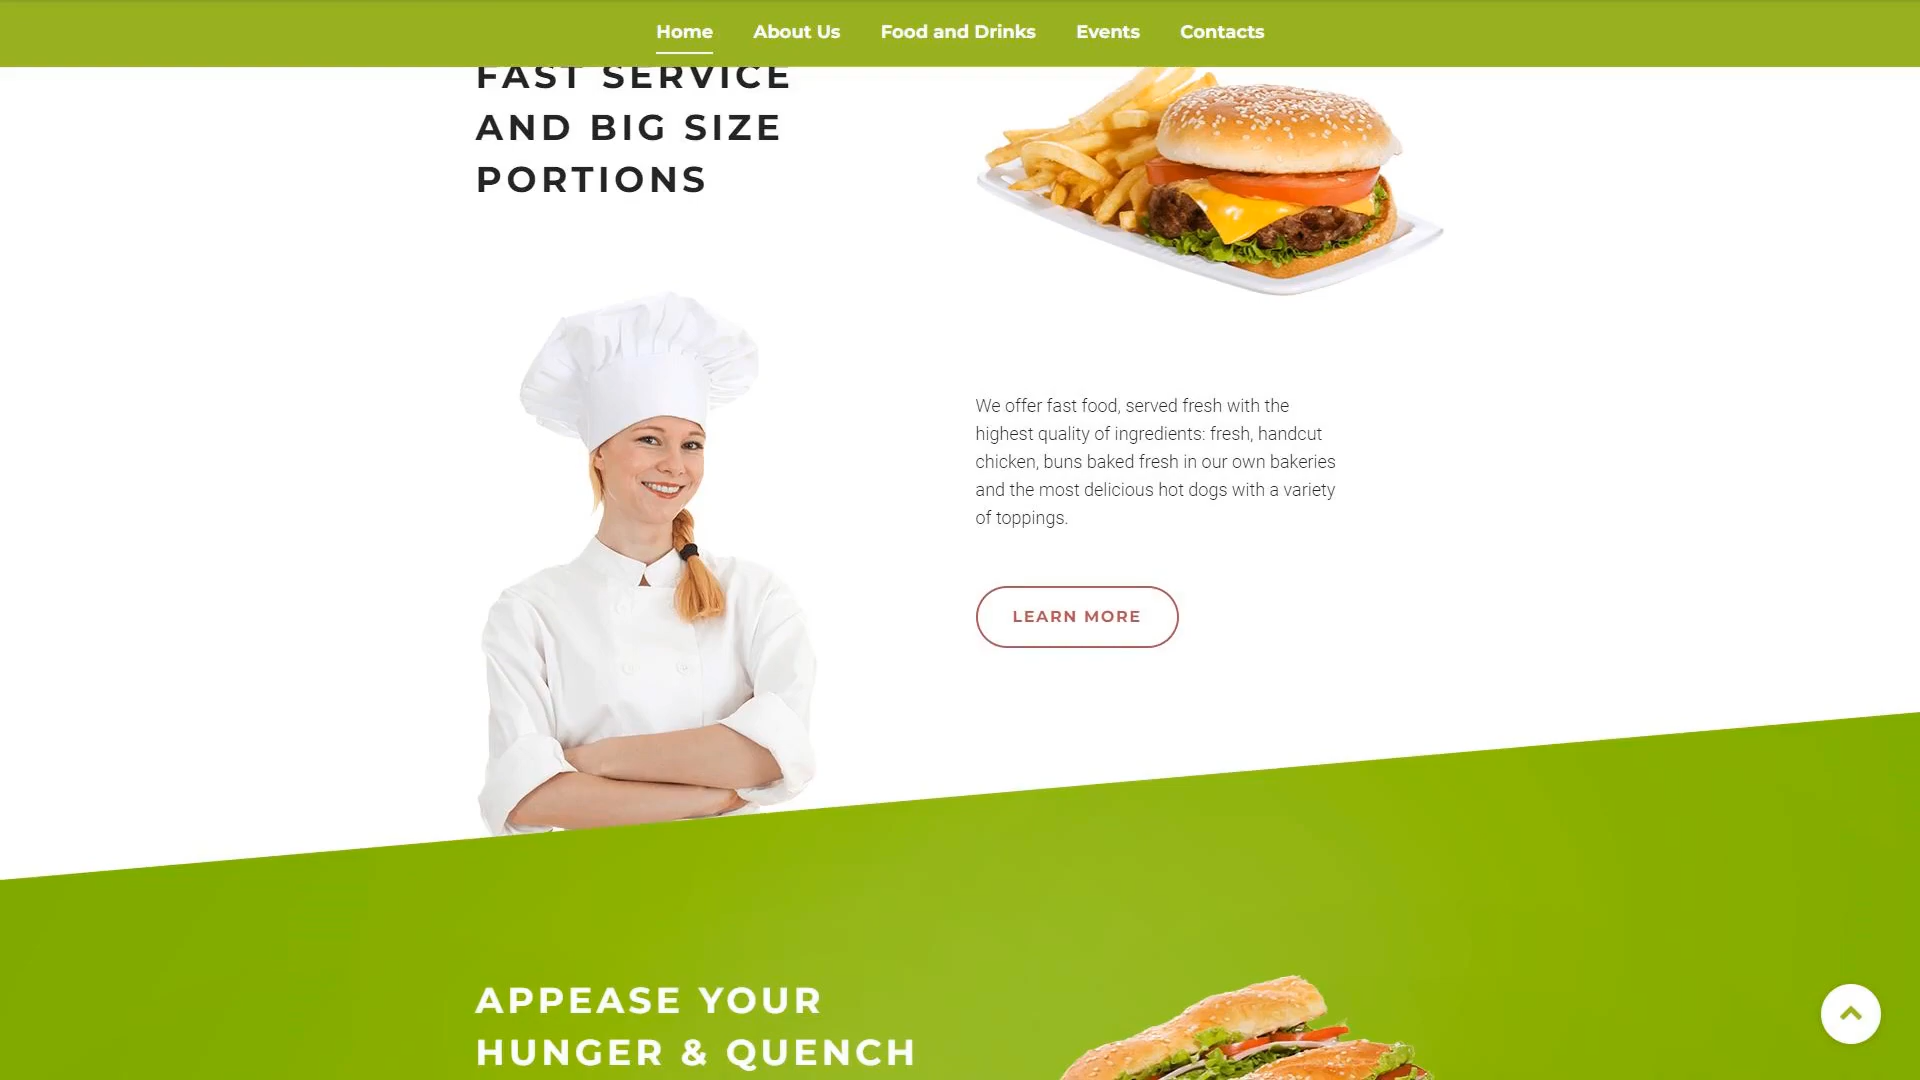 Home About Us Food and Drinks Events Contacts
FAST SERVICE
AND BIG SIZE
PORTIONS
We offer fast food, served fresh with the
highest quality of ingredients: fresh, handcut
chicken, buns baked fresh in our own bakeries
and the most delicious hot dogs with a variety
of toppings.
LEARN MORE
APPEASE YOUR
HUNGER & QUENCH